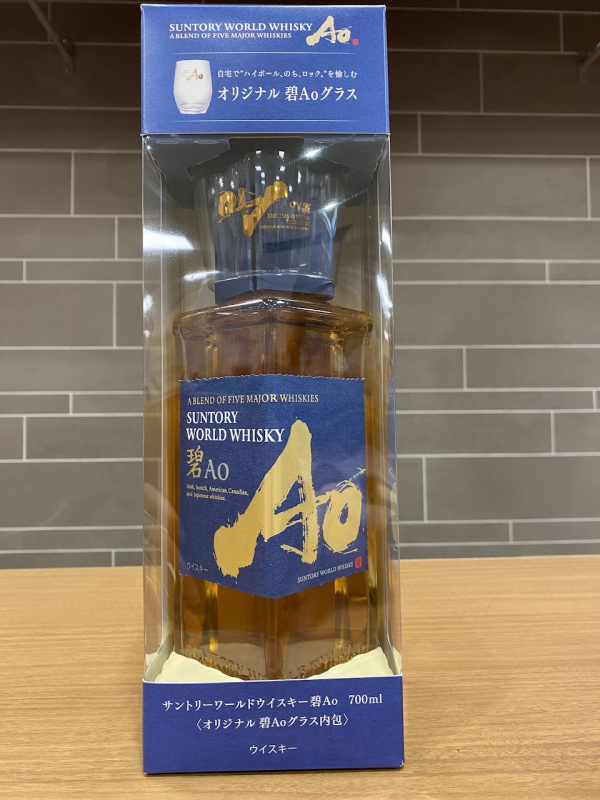 SUNTORY WORLD WHISKY
A BLEND OF FIVE MAJOR WHISKIES
Ao
Ao
自宅で“ハイボール、のち、ロック。”を愉しむ
オリジナル 碧Aoグラス
A BLEND OF FIVE MAJOR WHISKIES
SUNTORY
WORLD WHISKY
碧Ao
Malt, Scotch, American, Canadian,
and Japanese whiskies.
Ao
ウイスキー
SUNTORY WORLD WHISKY
サントリーワールドウイスキー碧Ao 700ml
〈オリジナル 碧Aoグラス内包〉
ウイスキー